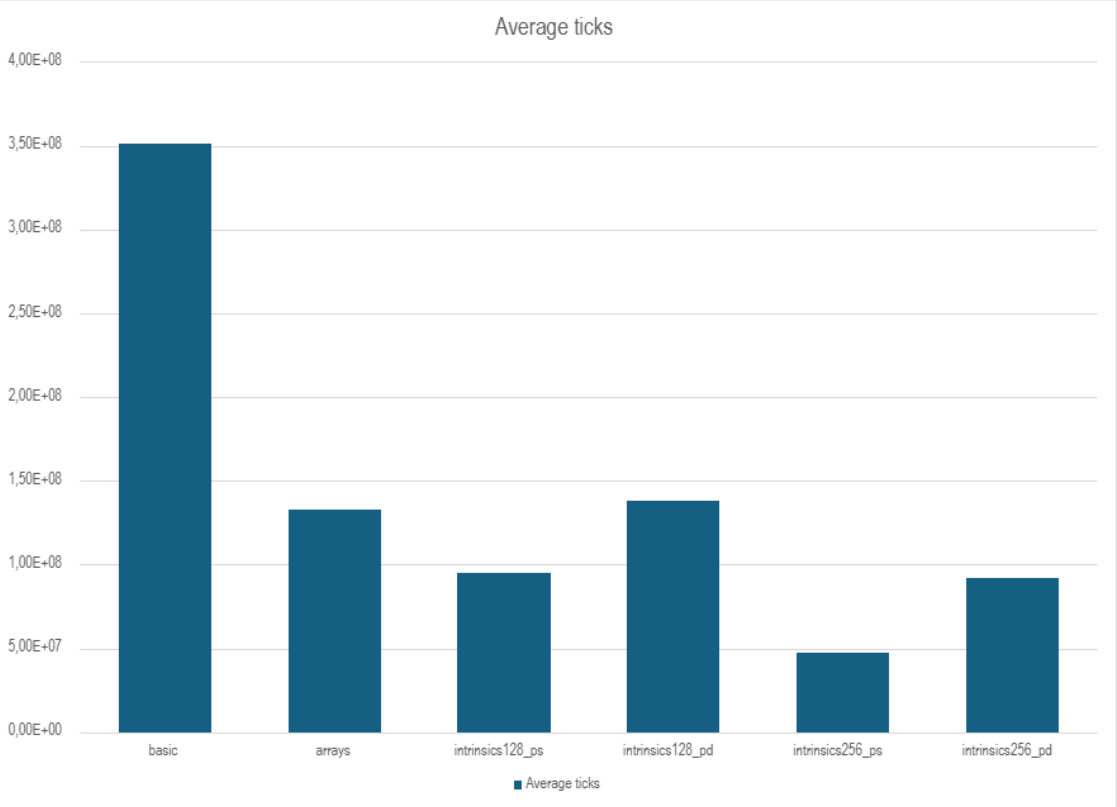 Average ticks
4,00E+08
3,50E+08
3,00E+08
2,50E+08
2,00E+08
1,50E+08
1,00E+08
5,00E+07
0,00E+00
basic arrays intrinsics128_ps intrinsics128_pd intrinsics256_ps intrinsics256_pd
Average ticks